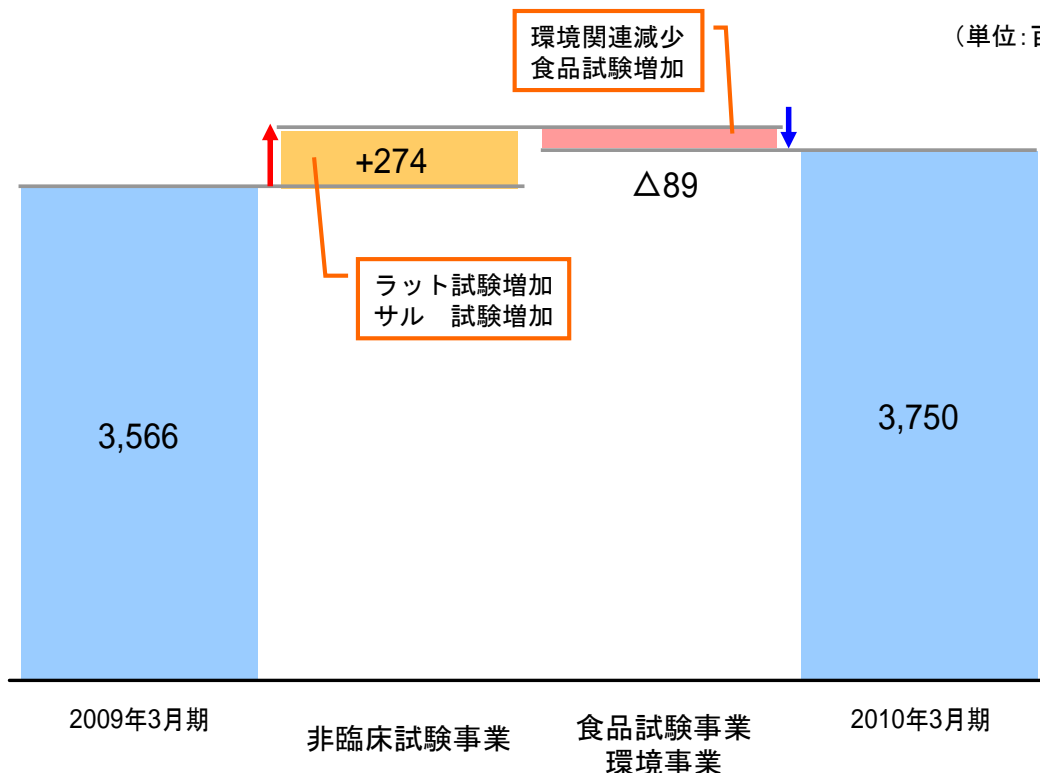 (単位:百
環境関連減少
食品試験増加
+274
△89
ラット試験増加
サル　試験増加
3,566
3,750
2009年3月期
非臨床試験事業
食品試験事業
環境事業
2010年3月期